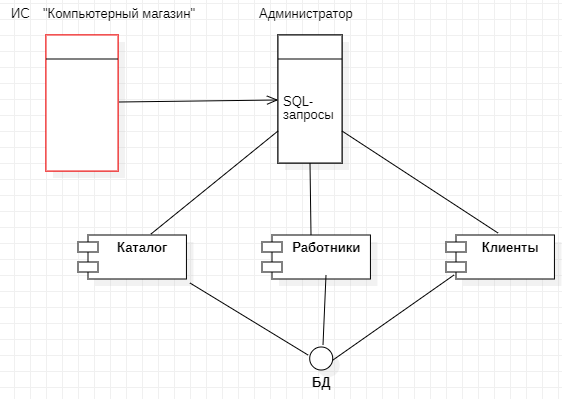 ИС "Компьютерный магазин" Администратор
SQL-
запросы
Каталог Работники Клиенты
БД